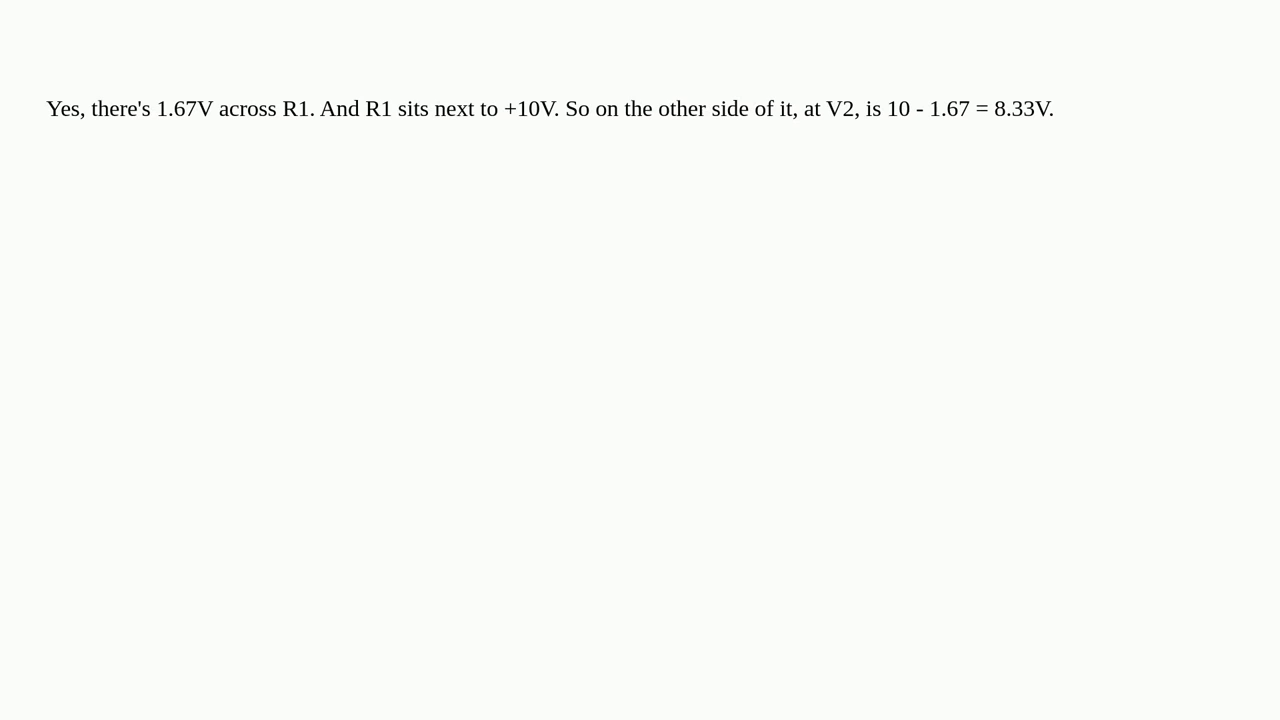 Yes, there's 1.67V across R1. And R1 sits next to +10V. So on the other side of it, at V2, is 10 - 1.67 = 8.33V.